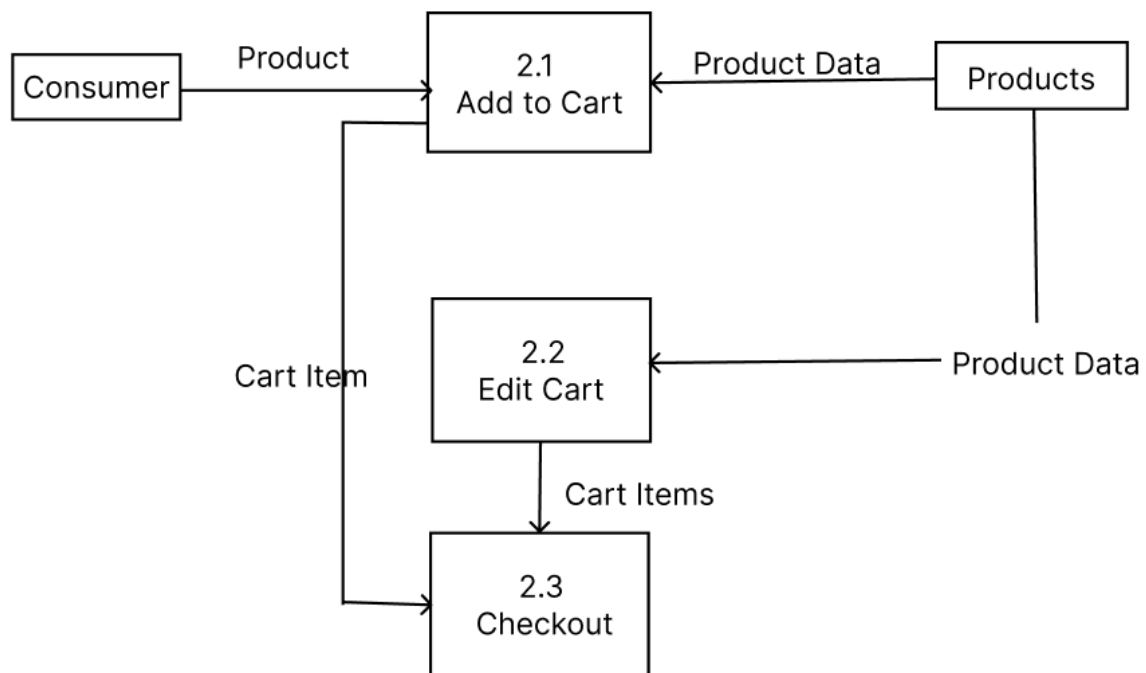 Product
Consumer
2.1
Add to Cart
Product Data
Products
2.2
Edit Cart
Product Data
Cart Item
Cart Items
2.3
Checkout